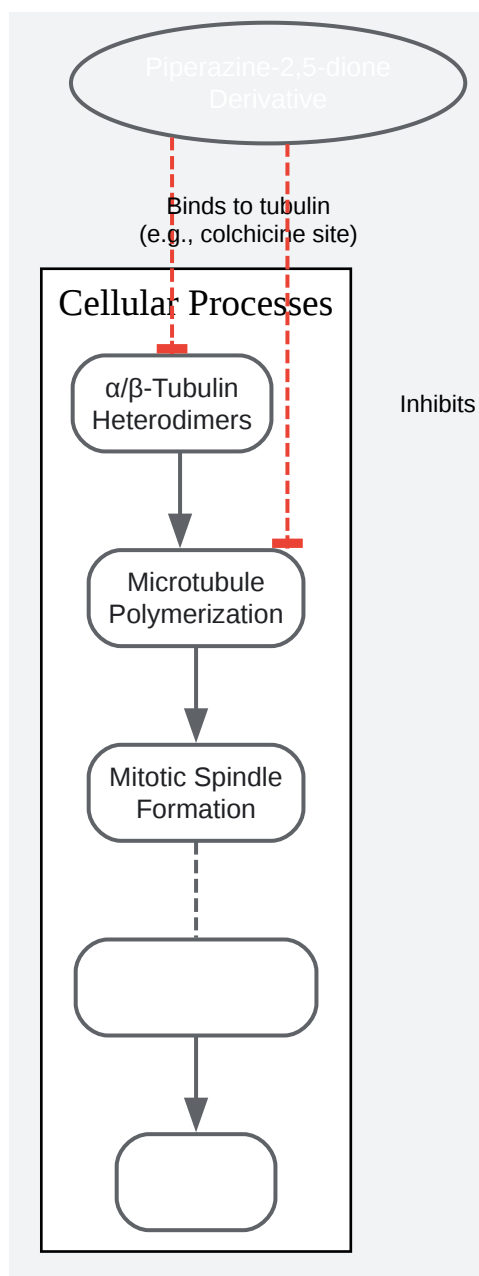 Piperazine-2,5-dione
Derivative
Binds to tubulin
(e.g., colchicine site)
Cellular Processes
α/β-Tubulin
Heterodimers
Inhibits
Microtubule
Polymerization
Mitotic Spindle
Formation